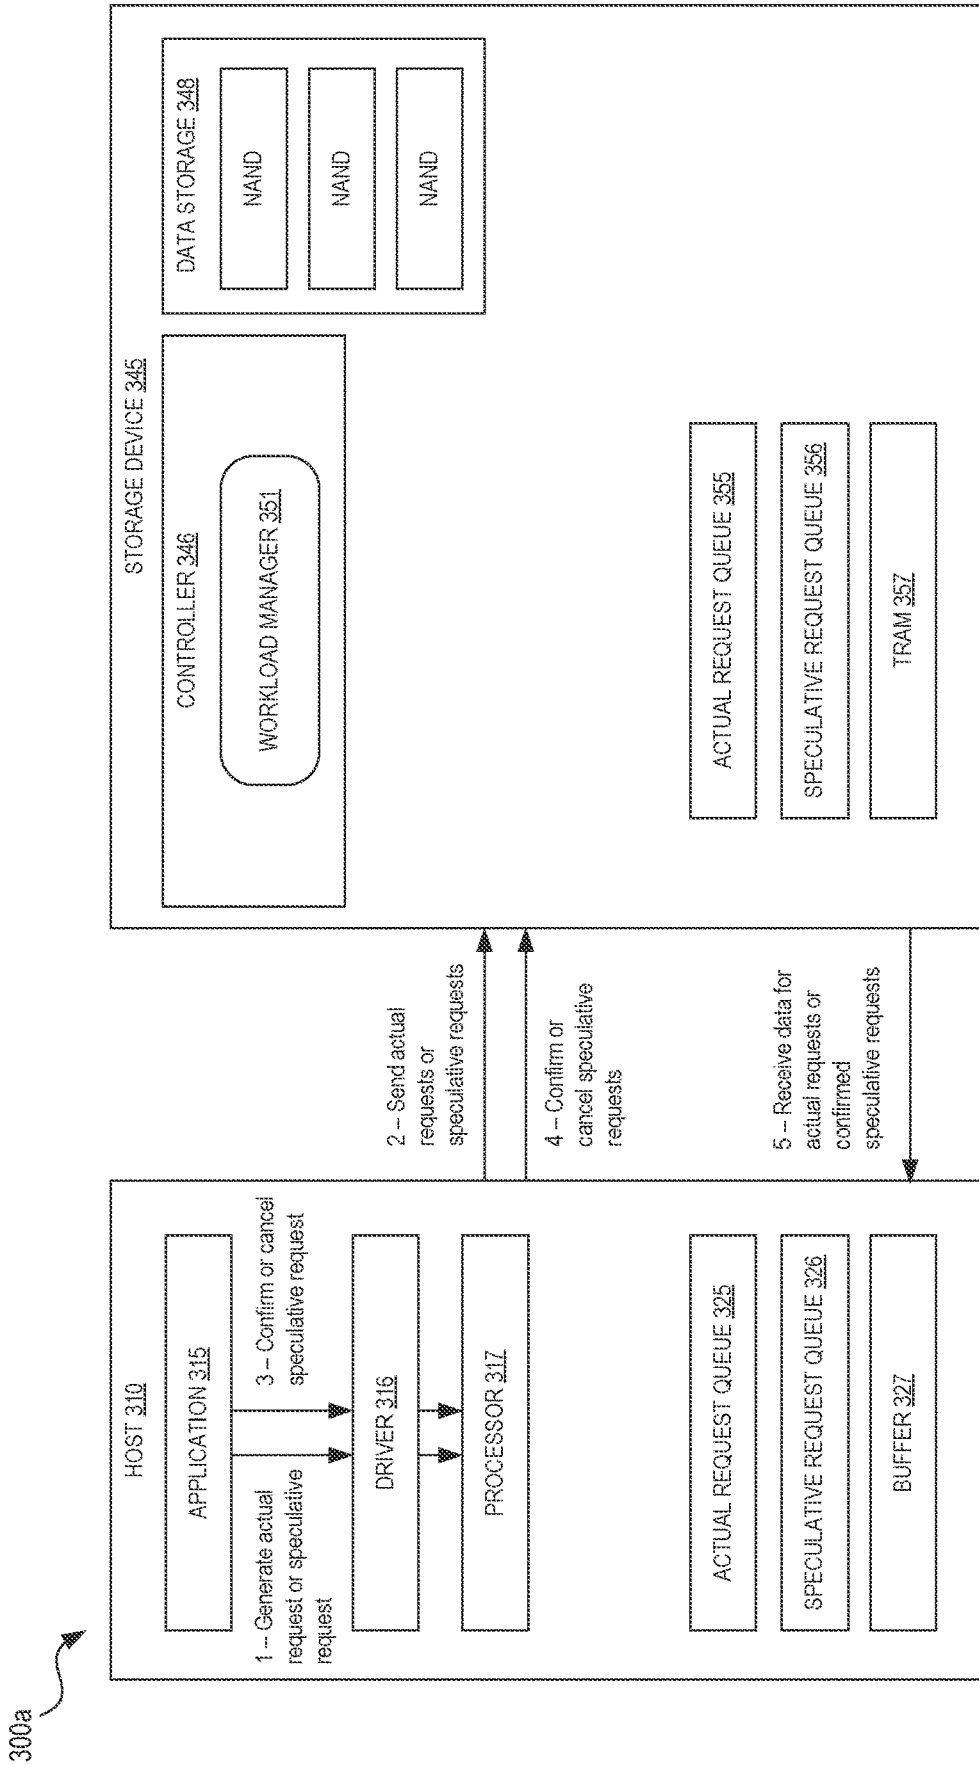 300a
HOST 310
APPLICATION 315
1 – Generate actual
request or speculative
request
3 – Confirm or cancel
speculative request
DRIVER 316
PROCESSOR 317
ACTUAL REQUEST QUEUE 325
SPECULATIVE REQUEST QUEUE 326
BUFFER 327
2 – Send actual
requests or
speculative requests
4 – Confirm or
cancel speculative
requests
5 – Receive data for
actual requests or
confirmed
speculative requests
STORAGE DEVICE 345
CONTROLLER 346
WORKLOAD MANAGER 351
DATA STORAGE 348
NAND
NAND
NAND
ACTUAL REQUEST QUEUE 355
SPECULATIVE REQUEST QUEUE 356
TRAM 357